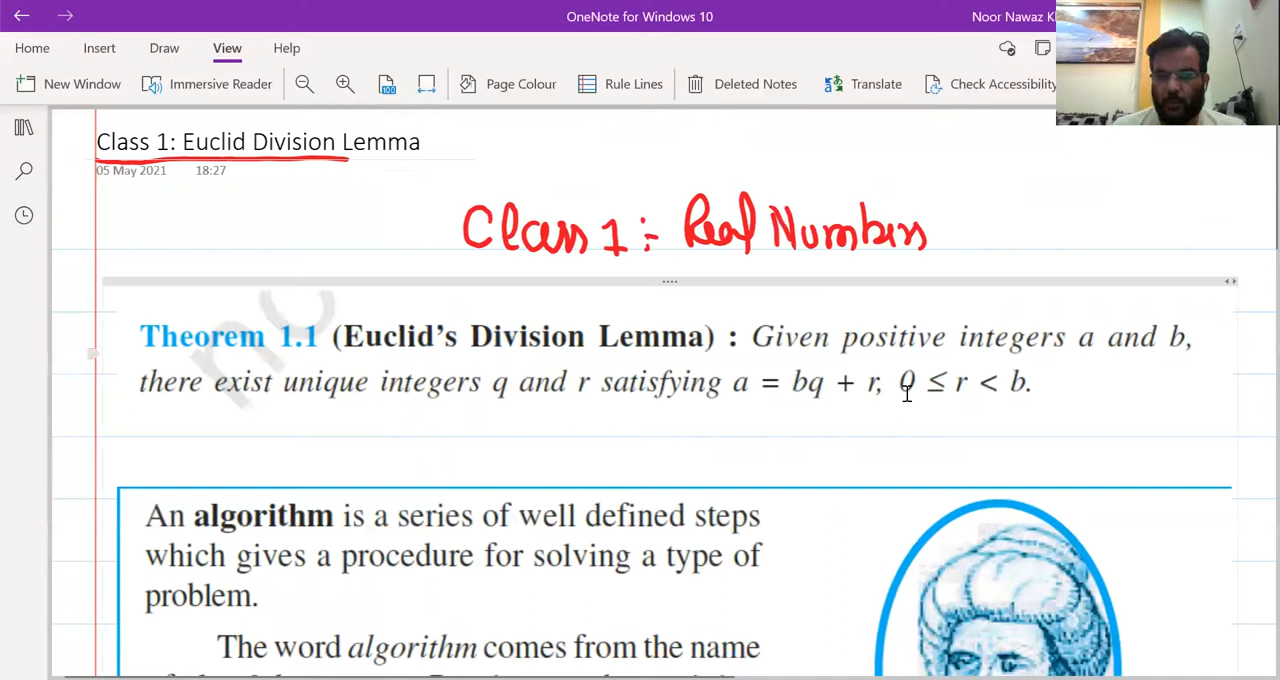 OneNote for Windows 10
Noor Nawaz K
Home Insert Draw View Help
New Window Immersive Reader Page Colour Rule Lines Deleted Notes Translate Check Accessibility
Class 1: Euclid Division Lemma
05 May 2021 18:27
Class 1 :- Real Numbers
Theorem 1.1 (Euclid's Division Lemma) : Given positive integers a and b,
there exist unique integers q and r satisfying a = bq + r, 0 ≤ r < b.
An algorithm is a series of well defined steps
which gives a procedure for solving a type of
problem.
The word algorithm comes from the name